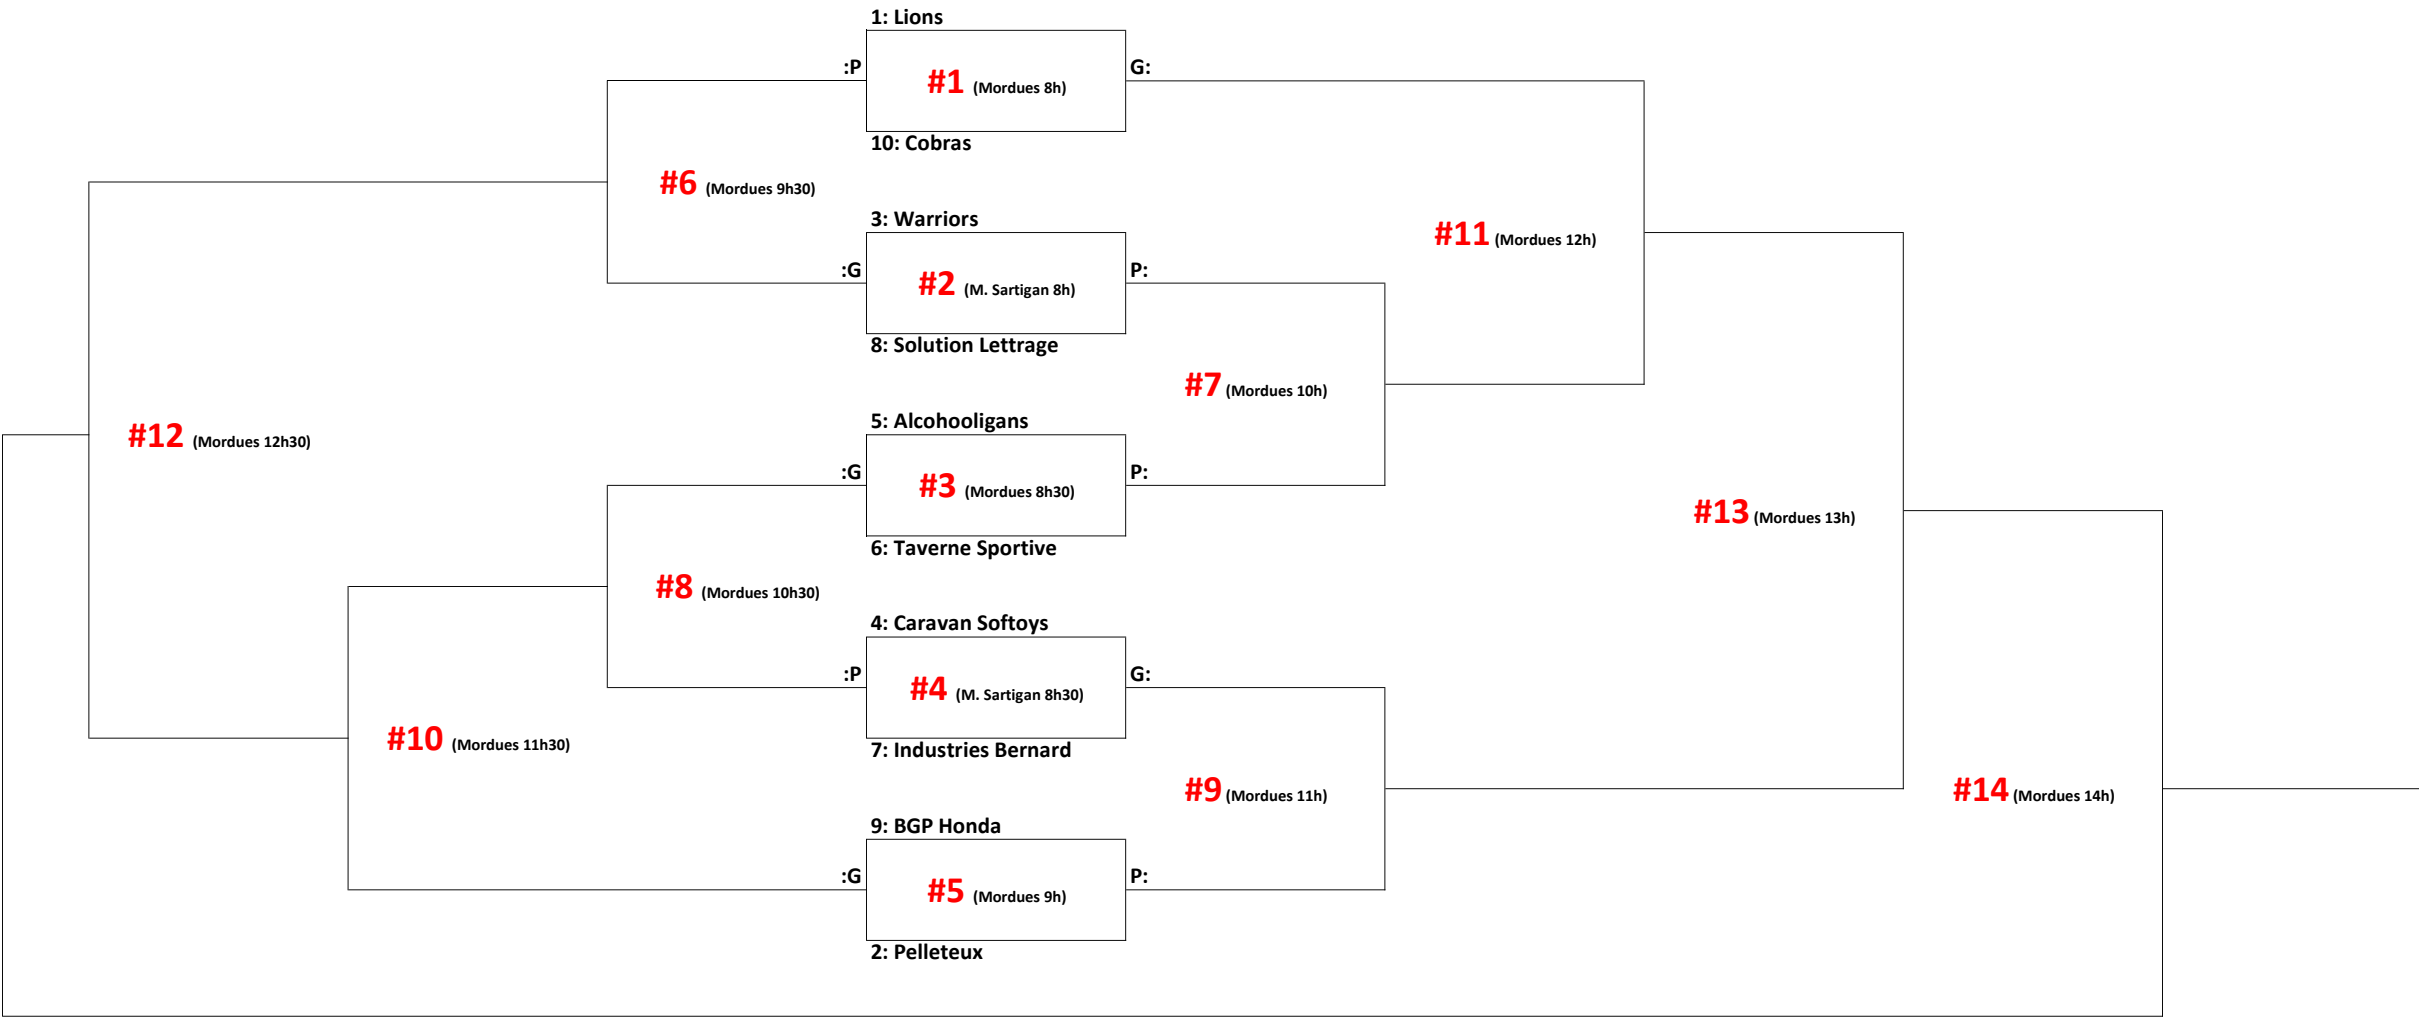 1: Lions
:P
#1 (Mordues 8h)
G:
10: Cobras
#6 (Mordues 9h30)
3: Warriors
#11 (Mordues 12h)
:G
#2 (M. Sartigan 8h)
P:
8: Solution Lettrage
#7 (Mordues 10h)
5: Alcohooligans
#12 (Mordues 12h30)
:G
#3 (Mordues 8h30)
P:
#13 (Mordues 13h)
6: Taverne Sportive
#8 (Mordues 10h30)
4: Caravan Softoys
:P
#4 (M. Sartigan 8h30)
G:
#10 (Mordues 11h30)
7: Industries Bernard
#9 (Mordues 11h)
#14 (Mordues 14h)
9: BGP Honda
:G
#5 (Mordues 9h)
P:
2: Pelleteux